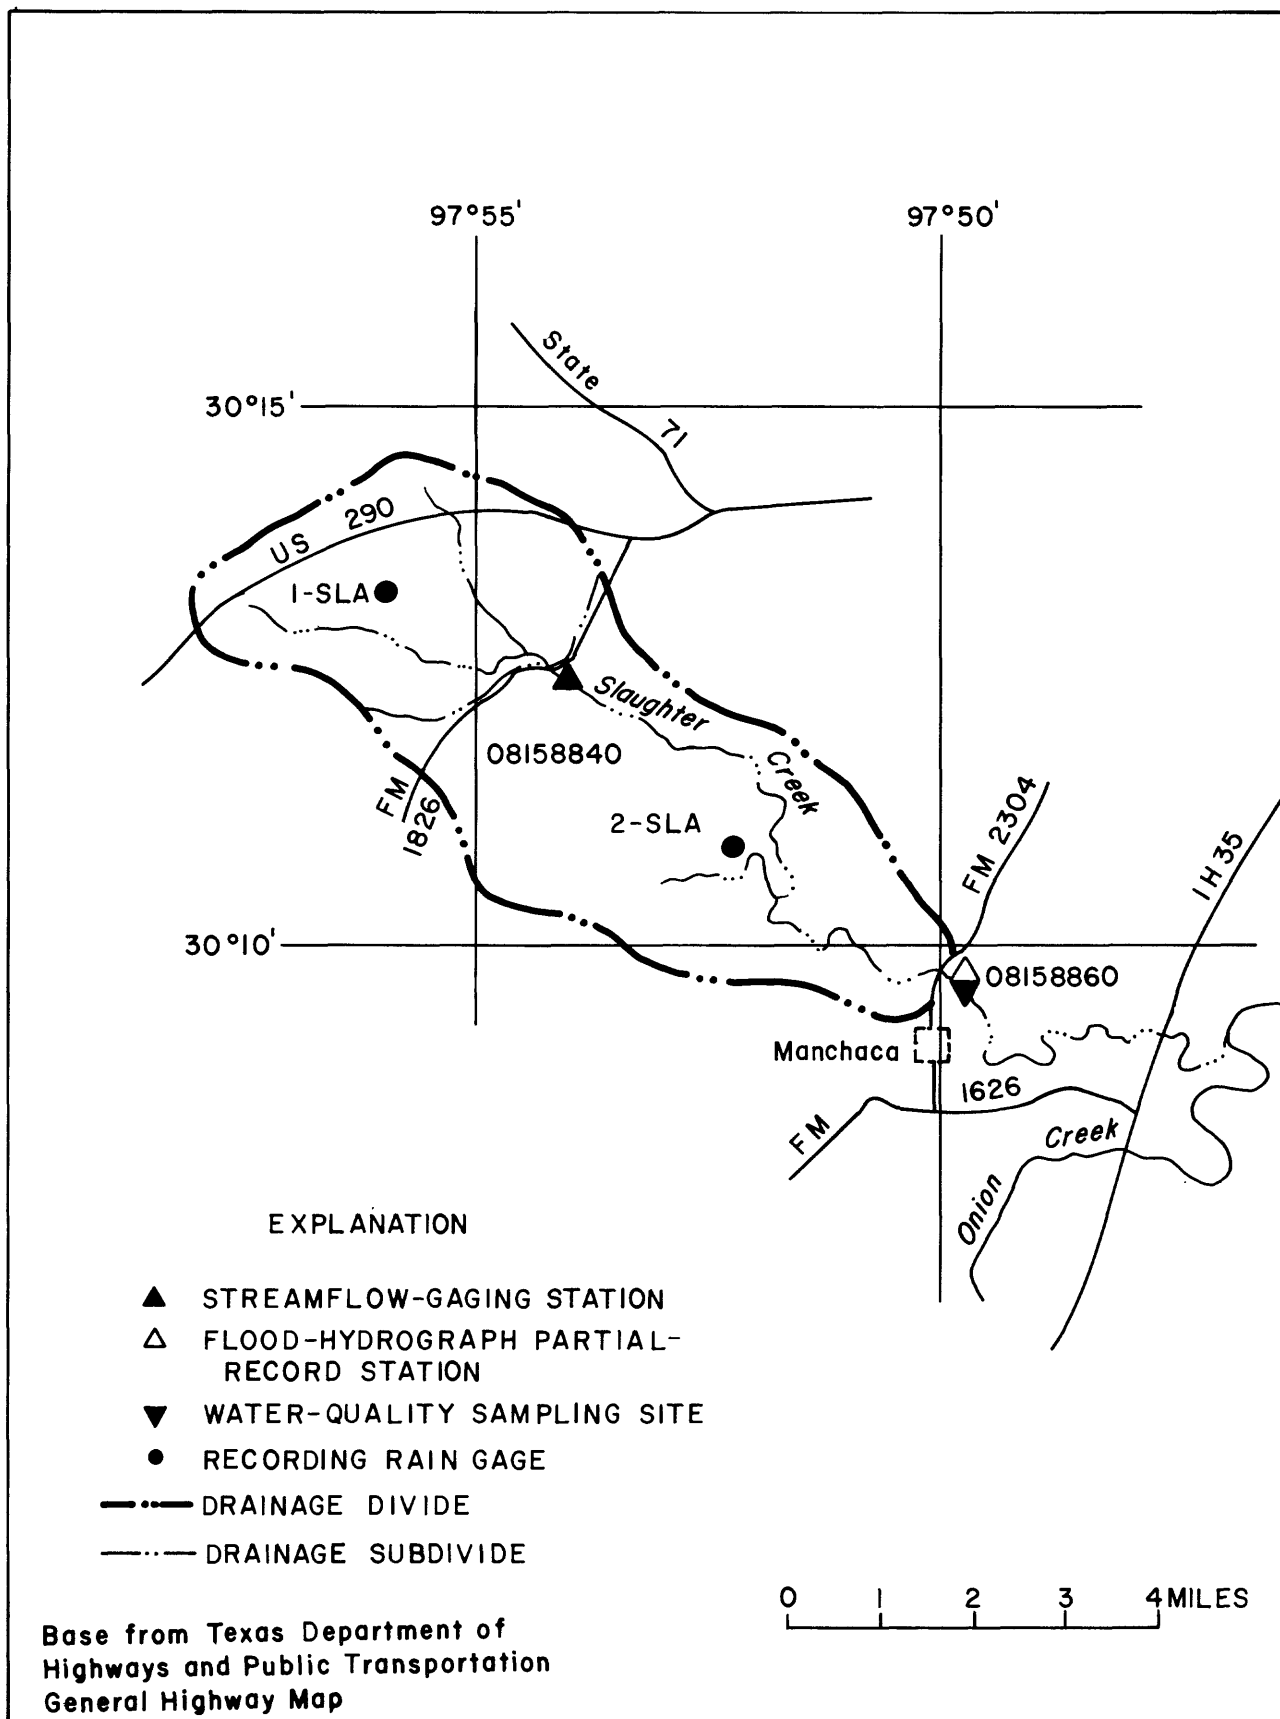 97°55'
97°50'
State
71
30°15'
US 290
1-SLA
Slaughter
Creek
08158840
FM
1826
2-SLA
FM 2304
IH 35
30°10'
08158860
Manchaca
1626
FM
Creek
Onion
EXPLANATION
STREAMFLOW-GAGING STATION
FLOOD-HYDROGRAPH PARTIAL-
RECORD STATION
WATER-QUALITY SAMPLING SITE
RECORDING RAIN GAGE
DRAINAGE DIVIDE
DRAINAGE SUBDIVIDE
0 1 2 3 4 MILES
Base from Texas Department of
Highways and Public Transportation
General Highway Map